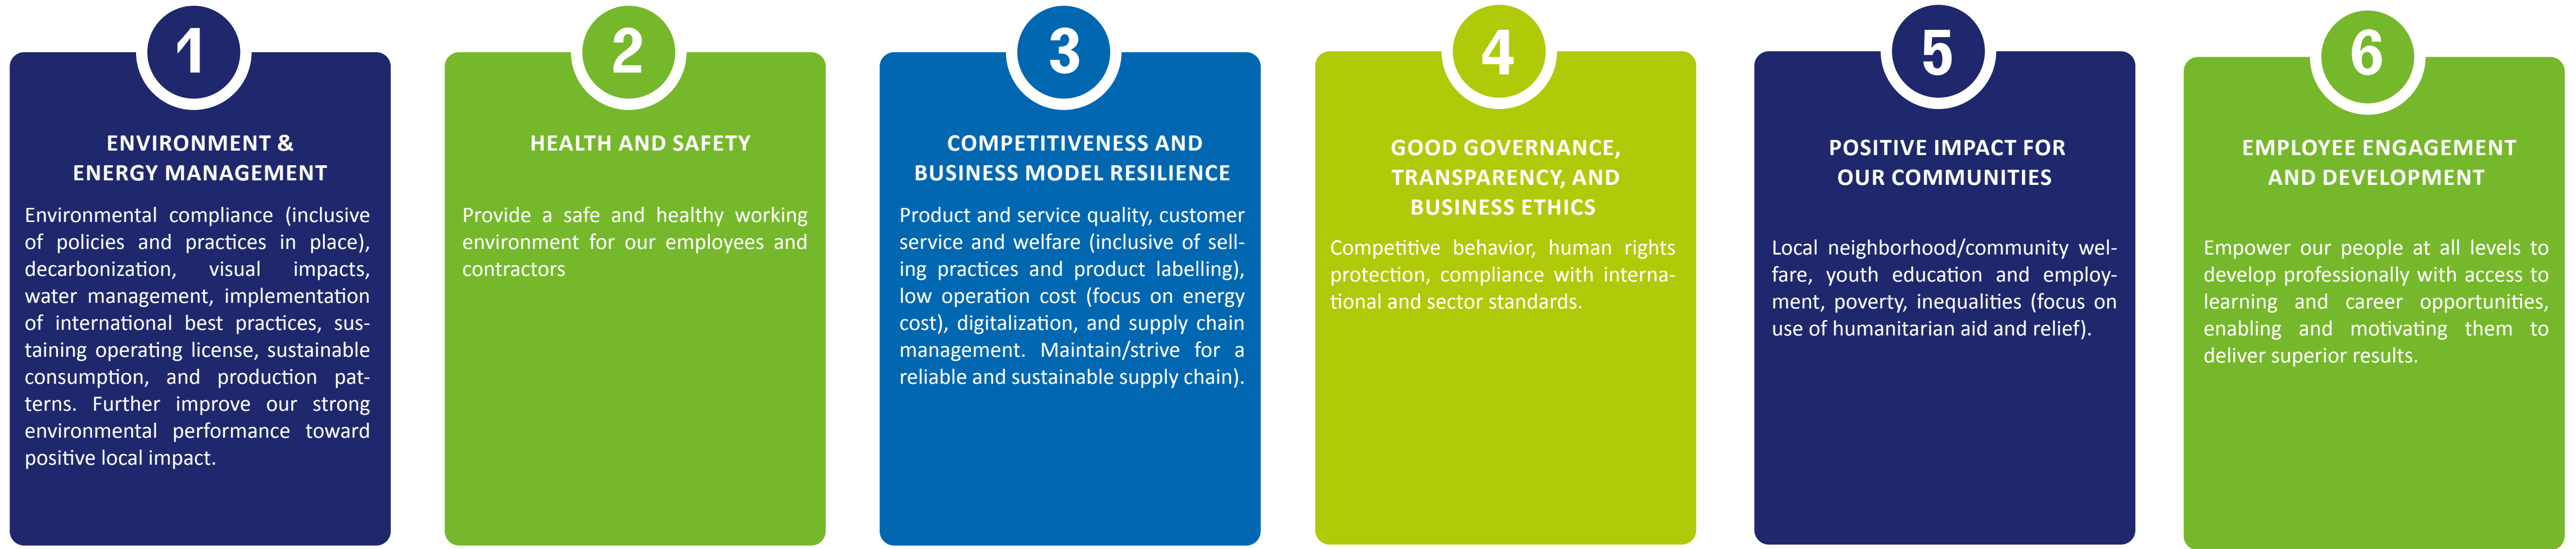 1
ENVIRONMENT &
ENERGY MANAGEMENT
Environmental compliance (inclusive
of policies and practices in place),
decarbonization, visual impacts,
water management, implementation
of international best practices, sus-
taining operating license, sustainable
consumption, and production pat-
terns. Further improve our strong
environmental performance toward
positive local impact.
2
HEALTH AND SAFETY
Provide a safe and healthy working
environment for our employees and
contractors
3
COMPETITIVENESS AND
BUSINESS MODEL RESILIENCE
Product and service quality, customer
service and welfare (inclusive of sell-
ing practices and product labelling),
low operation cost (focus on energy
cost), digitalization, and supply chain
management. Maintain/strive for a
reliable and sustainable supply chain).
4
GOOD GOVERNANCE,
TRANSPARENCY, AND
BUSINESS ETHICS
Competitive behavior, human rights
protection, compliance with interna-
tional and sector standards.
5
POSITIVE IMPACT FOR
OUR COMMUNITIES
Local neighborhood/community wel-
fare, youth education and employ-
ment, poverty, inequalities (focus on
use of humanitarian aid and relief).
6
EMPLOYEE ENGAGEMENT
AND DEVELOPMENT
Empower our people at all levels to
develop professionally with access to
learning and career opportunities,
enabling and motivating them to
deliver superior results.